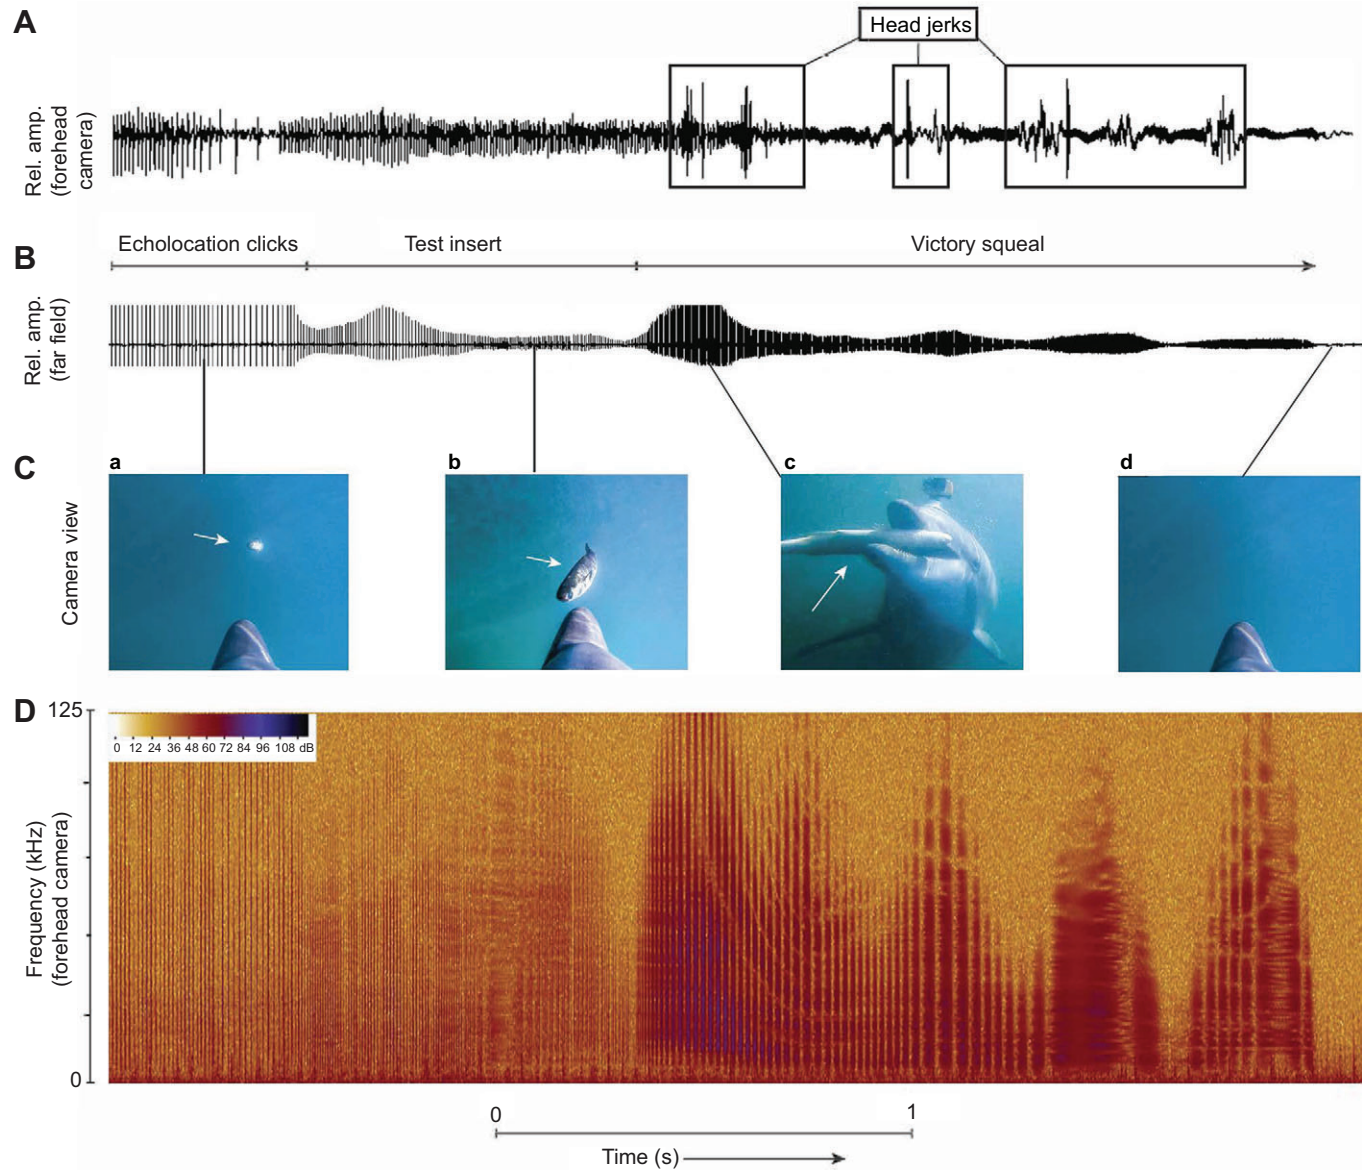 A
Head jerks
Rel. amp.
(forehead
camera)
B
Echolocation clicks
Test insert
Victory squeal
Rel. amp.
(far field)
C
a
b
c
d
Camera view
D
125
0 12 24 36 48 60 72 84 96 108 dB
Frequency (kHz)
(forehead camera)
0
0
1
Time (s)